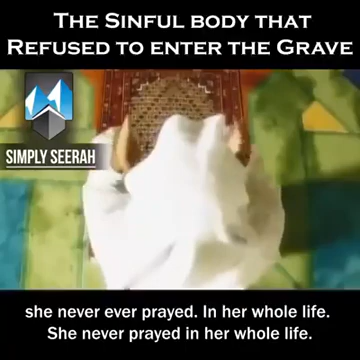 THE SINFUL BODY THAT
REFUSED TO ENTER THE GRAVE
SIMPLY SEERAH
she never ever prayed. In her whole life.
She never prayed in her whole life.